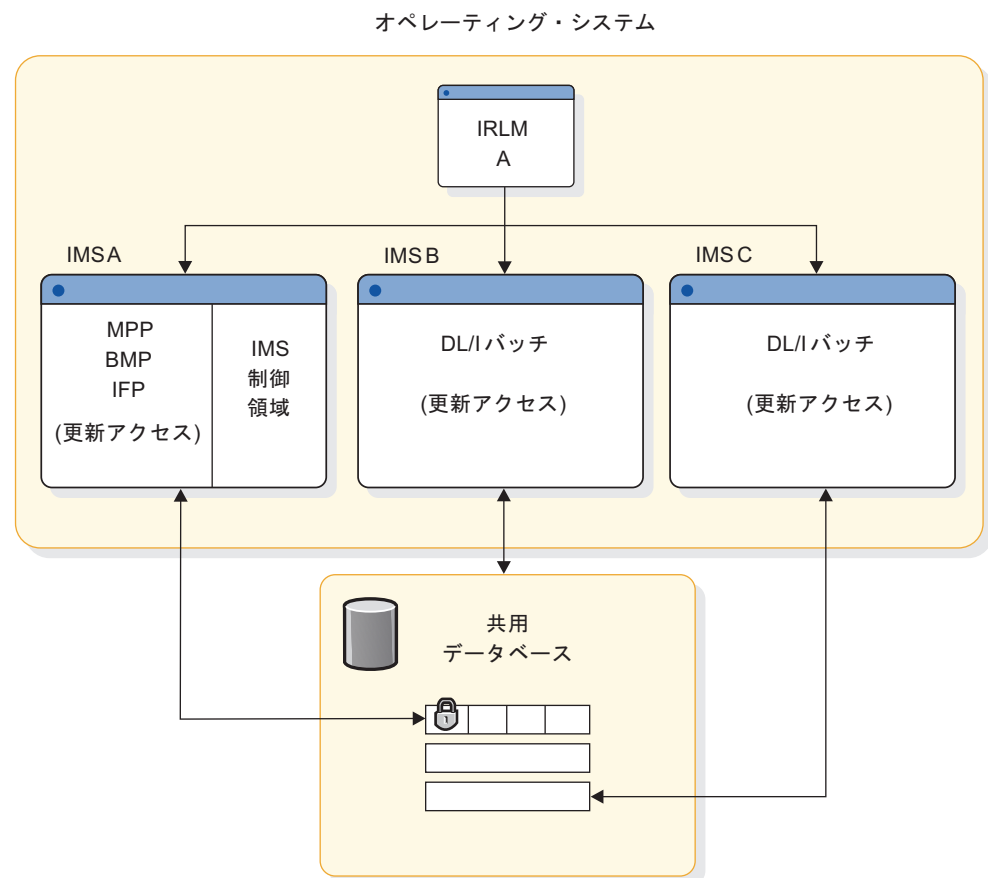 オペレーティング・システム
IRLM
A
IMSA
IMSB
IMSC
MPP
BMP
IFP
(更新アクセス)
IMS
制御
領域
DL/Iバッチ
(更新アクセス)
DL/Iバッチ
(更新アクセス)
共用
データベース